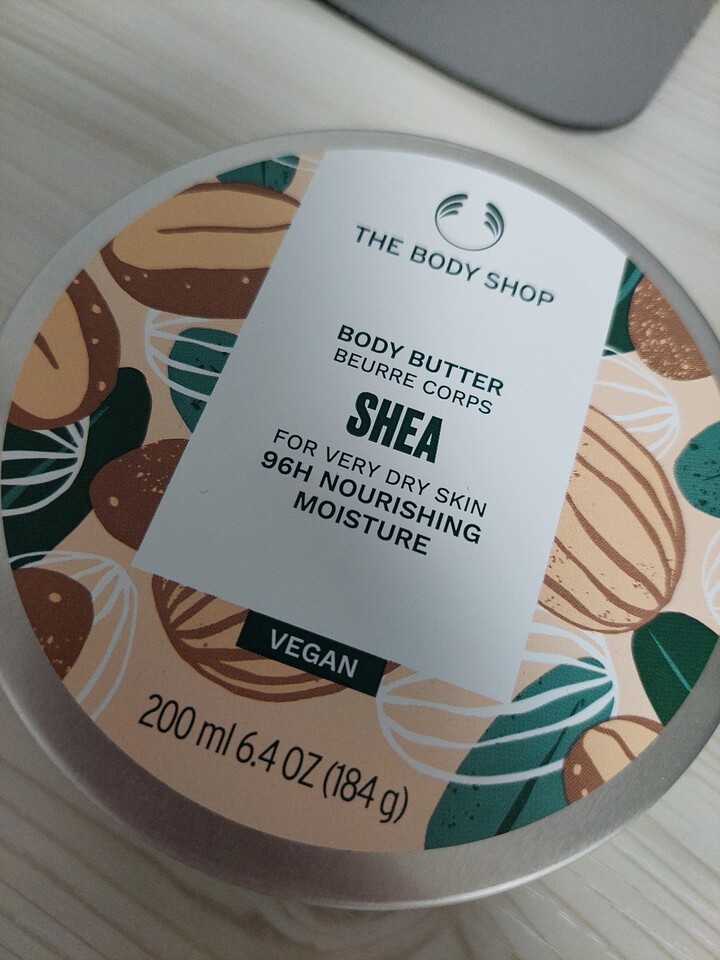 THE BODY SHOP
BODY BUTTER
BEURRE CORPS
SHEA
FOR VERY DRY SKIN
96H NOURISHING
MOISTURE
VEGAN
200 ml 6.4 OZ (184 g)